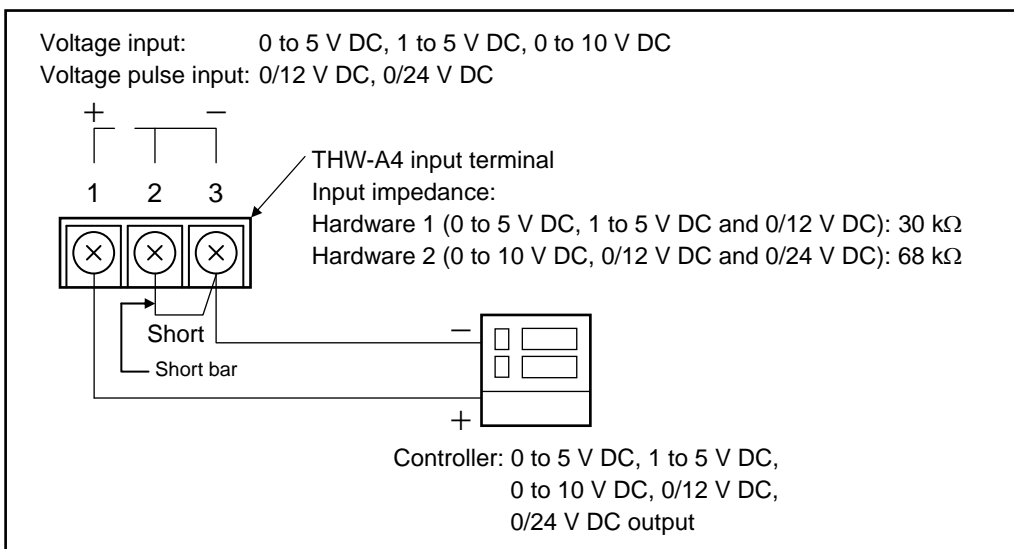 Voltage input: 0 to 5 V DC, 1 to 5 V DC, 0 to 10 V DC
Voltage pulse input: 0/12 V DC, 0/24 V DC
+ −
THW-A4 input terminal
1 2 3
Input impedance:
Hardware 1 (0 to 5 V DC, 1 to 5 V DC and 0/12 V DC): 30 kΩ
Hardware 2 (0 to 10 V DC, 0/12 V DC and 0/24 V DC): 68 kΩ
Short
−
Short bar
+
Controller: 0 to 5 V DC, 1 to 5 V DC,
0 to 10 V DC, 0/12 V DC,
0/24 V DC output